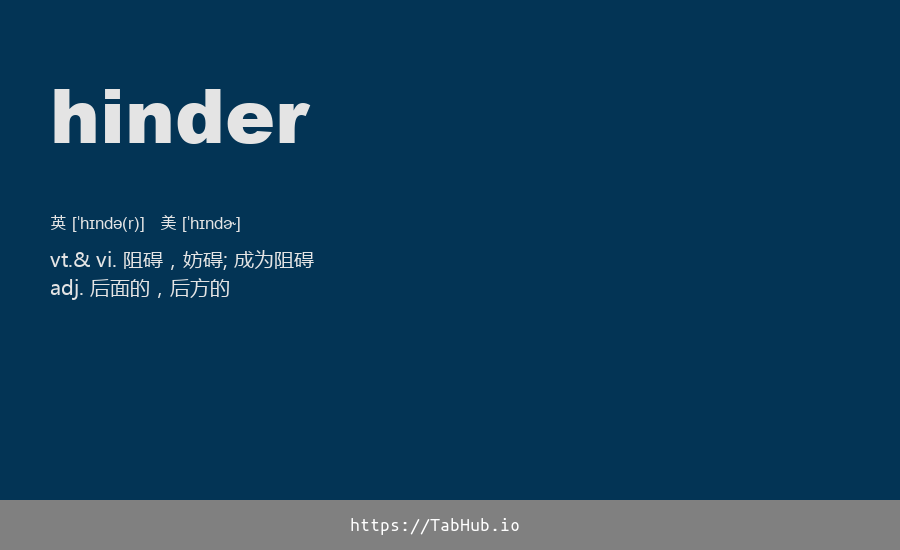 hinder
英 [ˈhɪndə(r)] 美 [ˈhɪndɚ]
vt.& vi. 阻碍，妨碍; 成为阻碍
adj. 后面的，后方的
https://TabHub.io